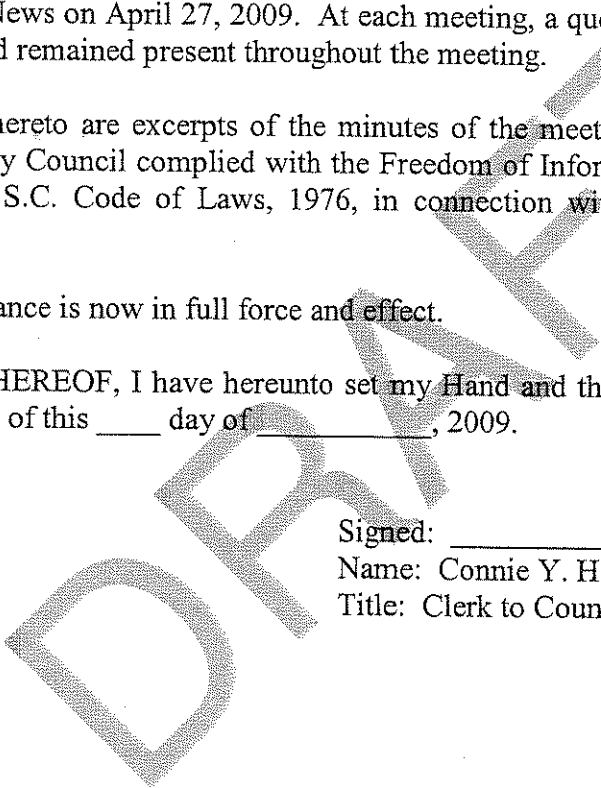 News on April 27, 2009. At each meeting, a qu
d remained present throughout the meeting.
hereto are excerpts of the minutes of the meet
y Council complied with the Freedom of Infor
S.C. Code of Laws, 1976, in connection wi
ance is now in full force and effect.
HEREOF, I have hereunto set my Hand and th
of this ____ day of ____________, 2009.
Signed: ____________
Name: Connie Y. H
Title: Clerk to Coun
DRAFT